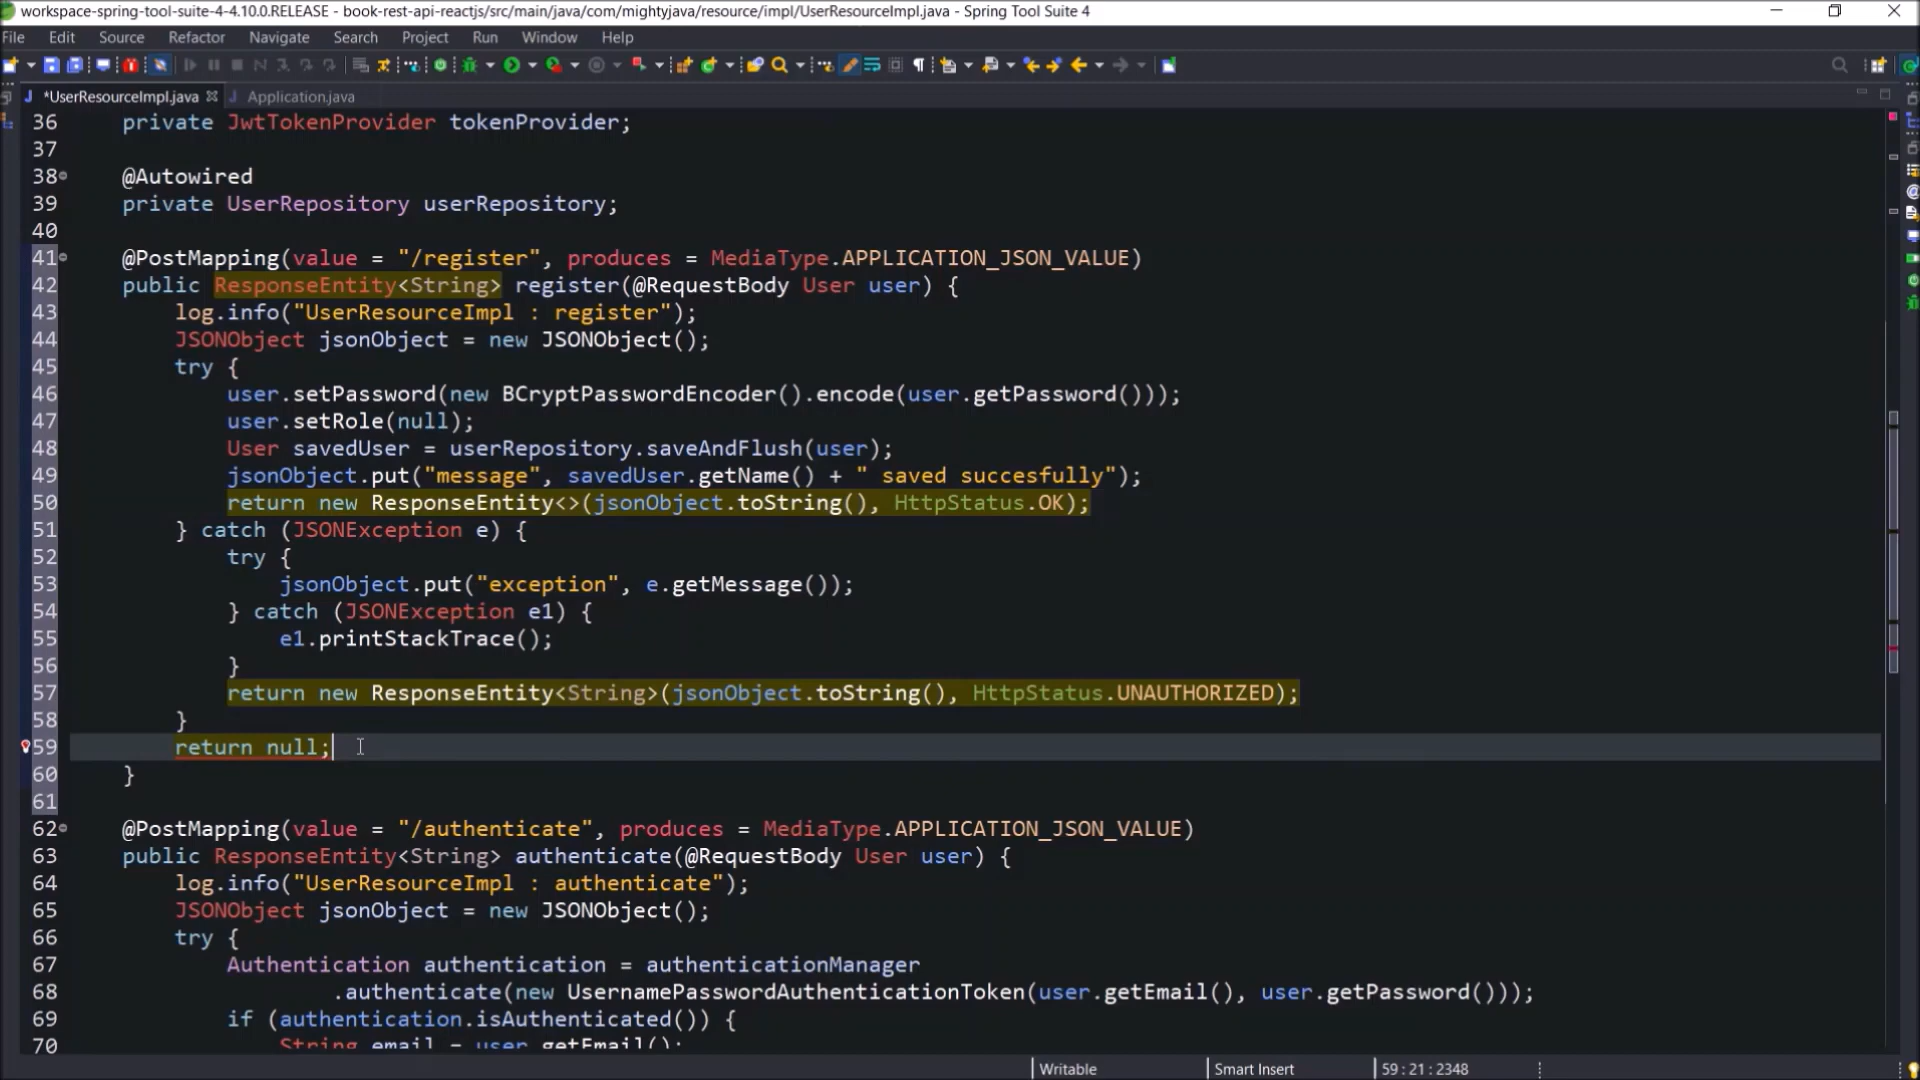 workspace-spring-tool-suite-4-4.10.0.RELEASE - book-rest-api-reactjs/src/main/java/com/mightyjava/resource/impl/UserResourceImpl.java - Spring Tool Suite 4
File Edit Source Refactor Navigate Search Project Run Window Help
*UserResourceImpl.java Application.java
36 private JwtTokenProvider tokenProvider;
37
38 @Autowired
39 private UserRepository userRepository;
40
41 @PostMapping(value = "/register", produces = MediaType.APPLICATION_JSON_VALUE)
42 public ResponseEntity<String> register(@RequestBody User user) {
43 log.info("UserResourceImpl : register");
44 JSONObject jsonObject = new JSONObject();
45 try {
46 user.setPassword(new BCryptPasswordEncoder().encode(user.getPassword()));
47 user.setRole(null);
48 User savedUser = userRepository.saveAndFlush(user);
49 jsonObject.put("message", savedUser.getName() + " saved succesfully");
50 return new ResponseEntity<>(jsonObject.toString(), HttpStatus.OK);
51 } catch (JSONException e) {
52 try {
53 jsonObject.put("exception", e.getMessage());
54 } catch (JSONException e1) {
55 e1.printStackTrace();
56 }
57 return new ResponseEntity<String>(jsonObject.toString(), HttpStatus.UNAUTHORIZED);
58 }
59 return null;
60 }
61
62 @PostMapping(value = "/authenticate", produces = MediaType.APPLICATION_JSON_VALUE)
63 public ResponseEntity<String> authenticate(@RequestBody User user) {
64 log.info("UserResourceImpl : authenticate");
65 JSONObject jsonObject = new JSONObject();
66 try {
67 Authentication authentication = authenticationManager
68 .authenticate(new UsernamePasswordAuthenticationToken(user.getEmail(), user.getPassword()));
69 if (authentication.isAuthenticated()) {
70 String email = user.getEmail();
Writable Smart Insert 59 : 21 : 2348